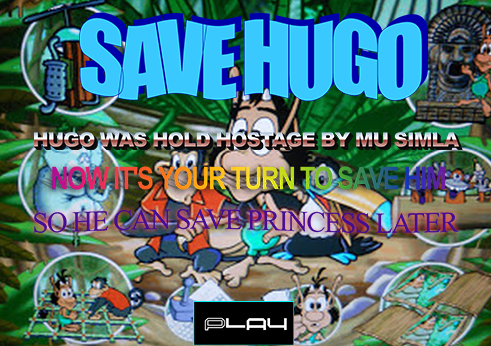 SAVE HUGO
HUGO WAS HOLD HOSTAGE BY MU SIMLA
NOW IT'S YOUR TURN TO SAVE HIM
SO HE CAN SAVE PRINCESS LATER
PLAY